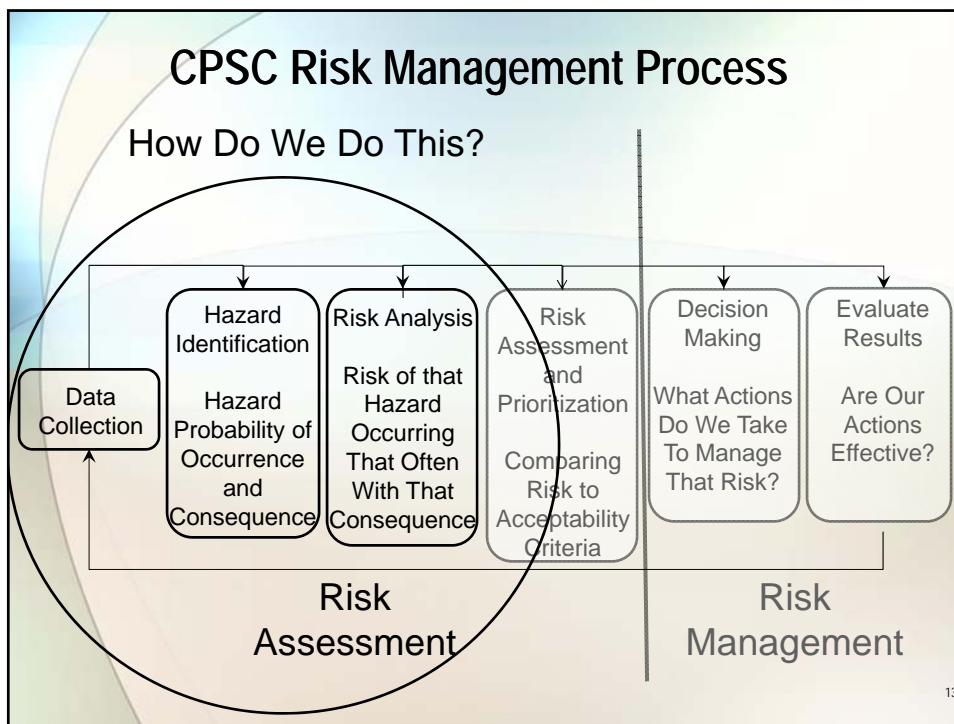 CPSC Risk Management Process
How Do We Do This?
Data
Collection
Hazard
Identification
Hazard
Probability of
Occurrence
and
Consequence
Risk Analysis
Risk of that
Hazard
Occurring
That Often
With That
Consequence
Risk
Assessment
and
Prioritization
Comparing
Risk to
Acceptability
Criteria
Decision
Making
What Actions
Do We Take
To Manage
That Risk?
Evaluate
Results
Are Our
Actions
Effective?
Risk
Assessment
Risk
Management
13